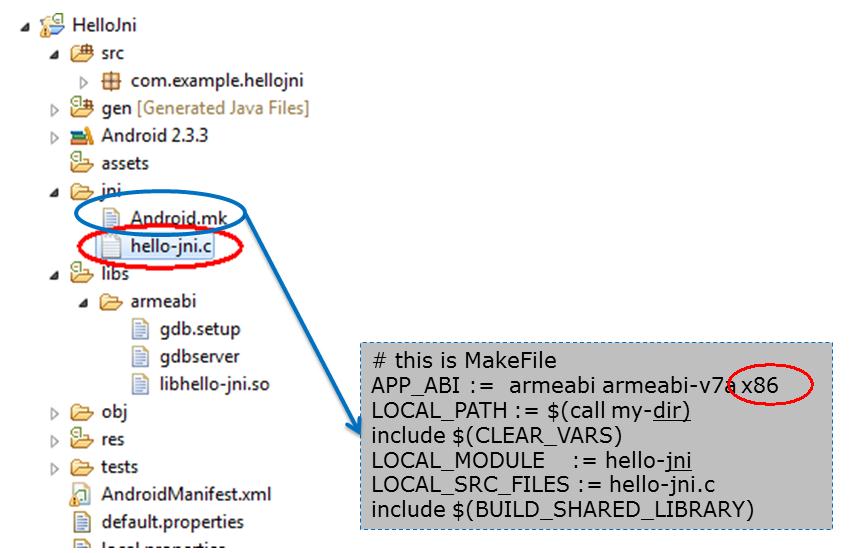 HelloJni
src
com.example.hellojni
gen [Generated Java Files]
Android 2.3.3
assets
jni
Android.mk
hello-jni.c
libs
armeabi
gdb.setup
gdbserver
libhello-jni.so
obj
res
tests
AndroidManifest.xml
default.properties
local.properties
# this is MakeFile
APP_ABI := armeabi armeabi-v7a x86
LOCAL_PATH := $(call my-dir)
include $(CLEAR_VARS)
LOCAL_MODULE := hello-jni
LOCAL_SRC_FILES := hello-jni.c
include $(BUILD_SHARED_LIBRARY)